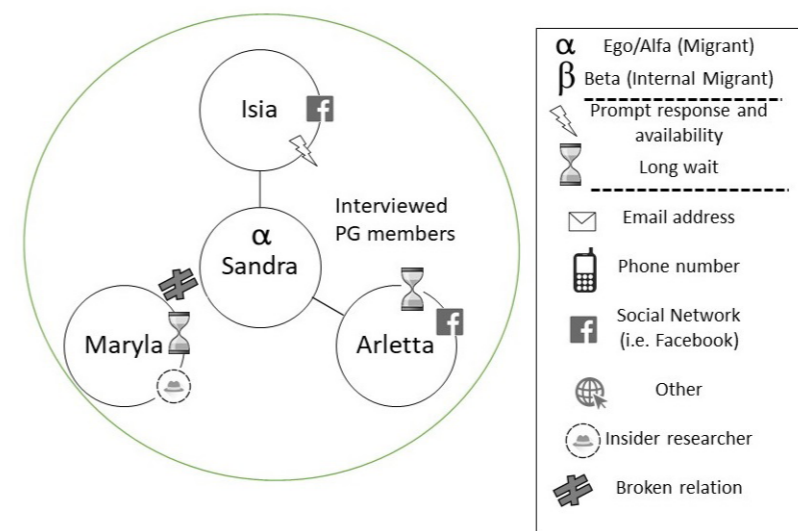 Isia
Interviewed
PG members
α
Sandra
Maryla
Arletta
α Ego/Alfa (Migrant)
β Beta (Internal Migrant)
Prompt response and
availability
Long wait
Email address
Phone number
Social Network
(i.e. Facebook)
Other
Insider researcher
Broken relation